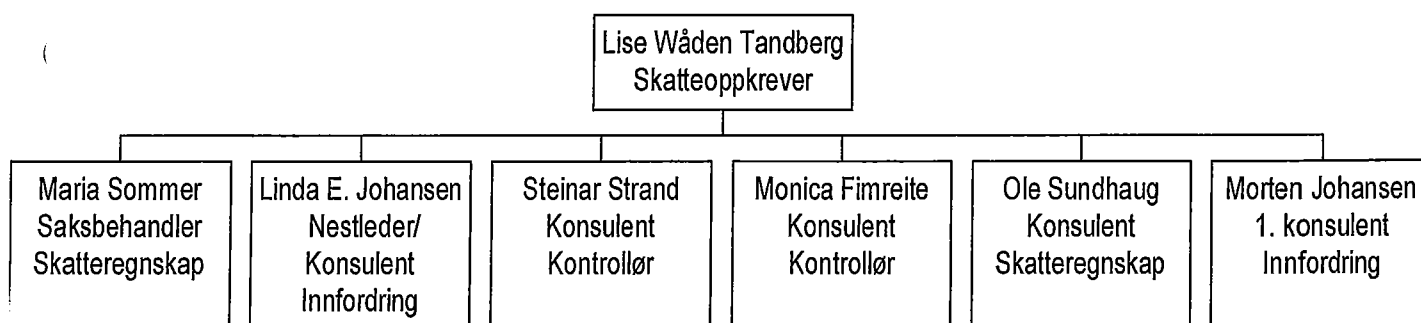 Lise Wåden Tandberg
Skatteoppkrever
Maria Sommer
Saksbehandler
Skatteregnskap
Linda E. Johansen
Nestleder/
Konsulent
Innfordring
Steinar Strand
Konsulent
Kontrollør
Monica Fimreite
Konsulent
Kontrollør
Ole Sundhaug
Konsulent
Skatteregnskap
Morten Johansen
1. konsulent
Innfordring